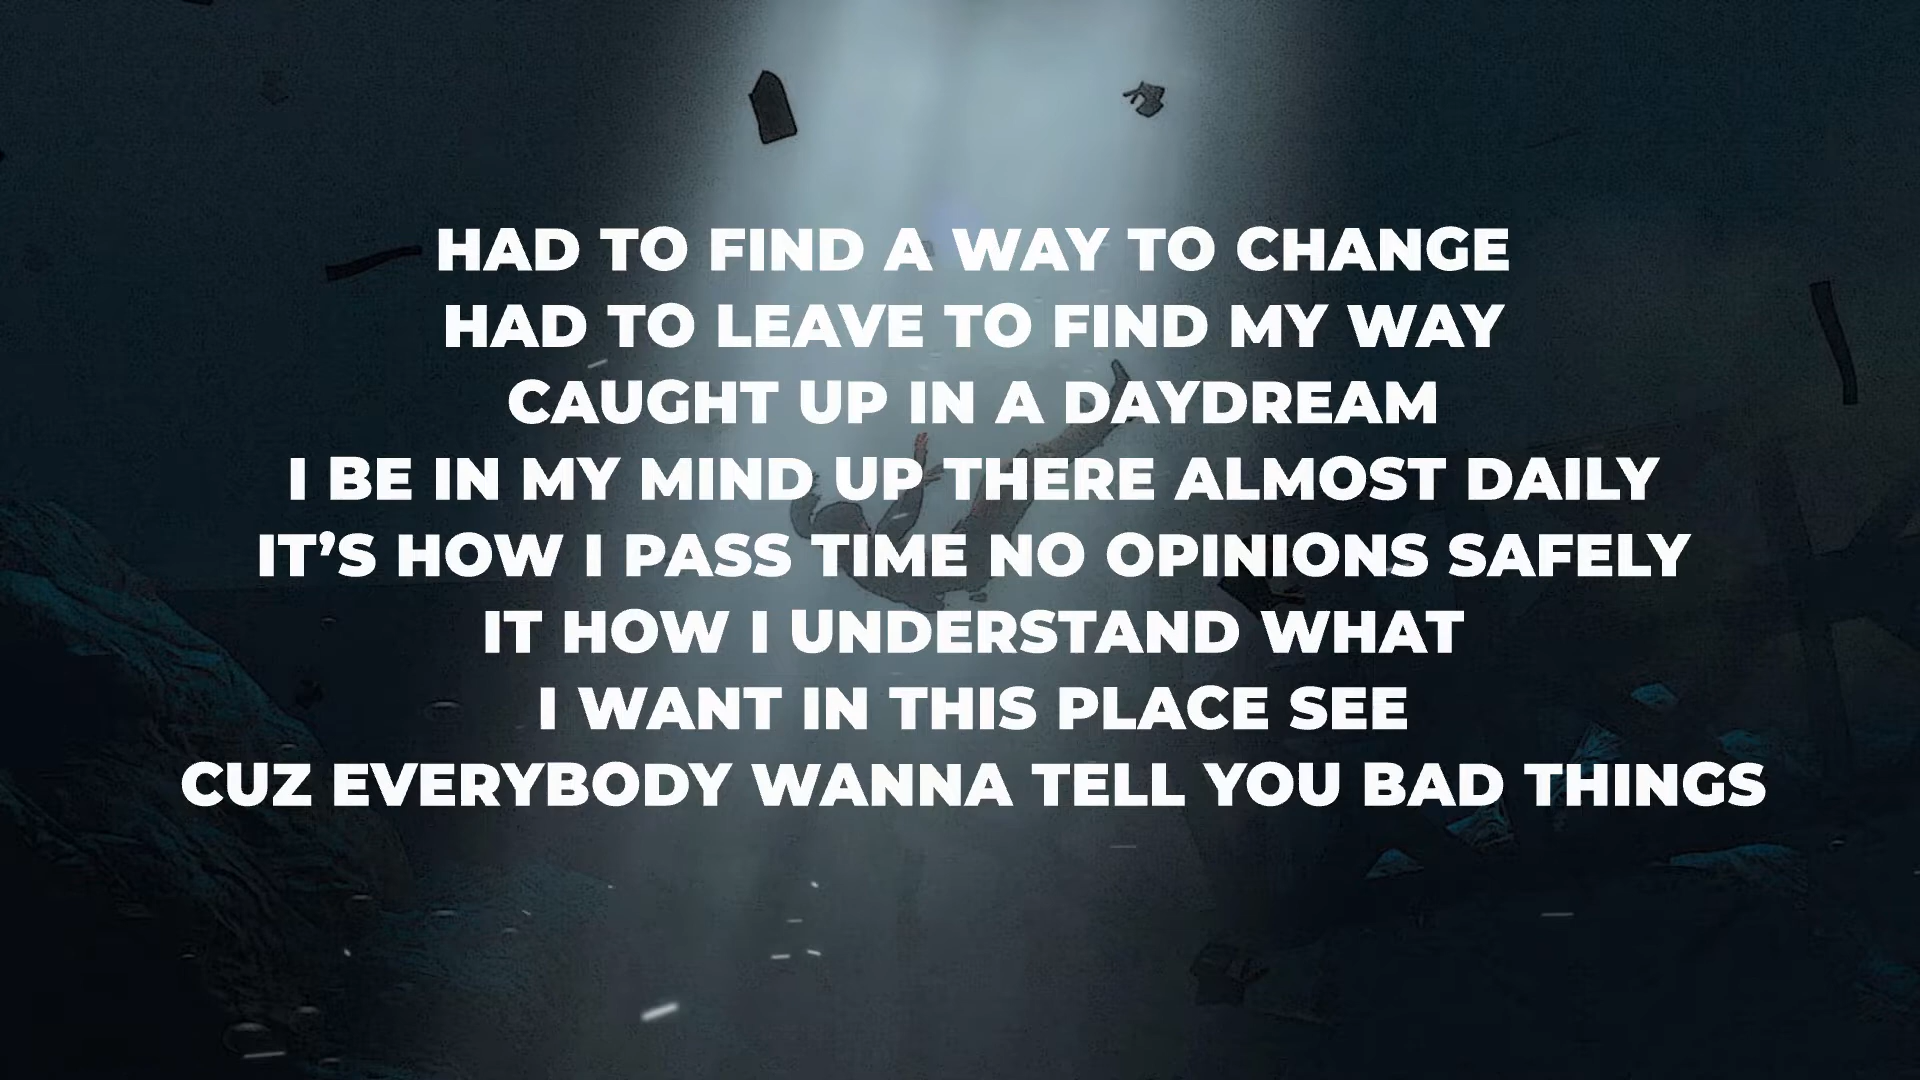 HAD TO FIND A WAY TO CHANGE
HAD TO LEAVE TO FIND MY WAY
CAUGHT UP IN A DAYDREAM
I BE IN MY MIND UP THERE ALMOST DAILY
IT’S HOW I PASS TIME NO OPINIONS SAFELY
IT HOW I UNDERSTAND WHAT
I WANT IN THIS PLACE SEE
CUZ EVERYBODY WANNA TELL YOU BAD THINGS